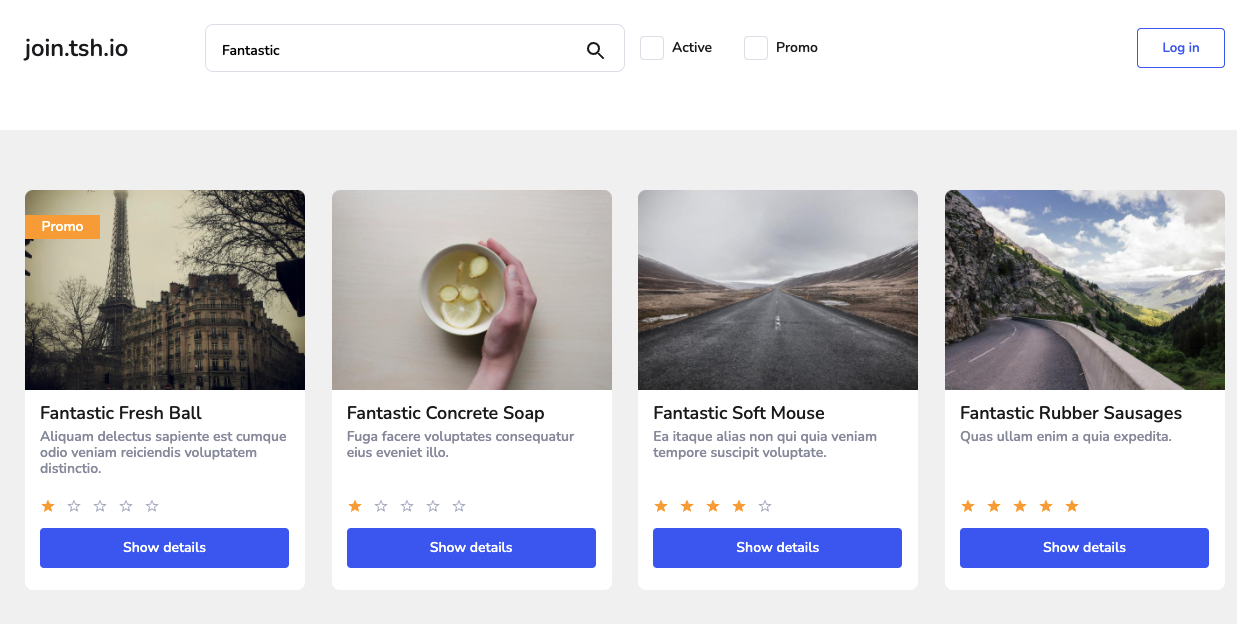 join.tsh.io
Fantastic
Active
Promo
Log in
Promo
Fantastic Fresh Ball
Aliquam delectus sapiente est cumque
odio veniam reiciendis voluptatem
distinctio.
Show details
Fantastic Concrete Soap
Fuga facere voluptates consequatur
eius eveniet illo.
Show details
Fantastic Soft Mouse
Ea itaque alias non qui quia veniam
tempore suscipit voluptate.
Show details
Fantastic Rubber Sausages
Quas ullam enim a quia expedita.
Show details